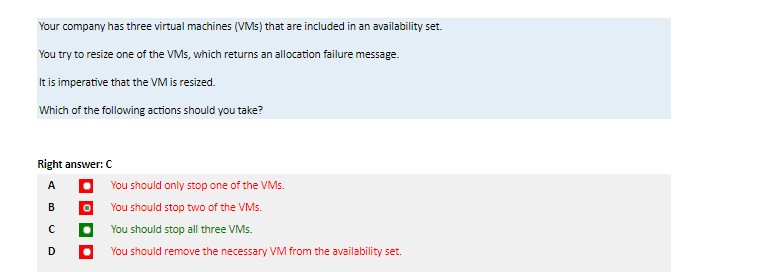 Your company has three virtual machines (VMs) that are included in an availability set.
You try to resize one of the VMs, which returns an allocation failure message.
It is imperative that the VM is resized.
Which of the following actions should you take?
Right answer: C
A You should only stop one of the VMs.
B You should stop two of the VMs.
C You should stop all three VMs.
D You should remove the necessary VM from the availability set.